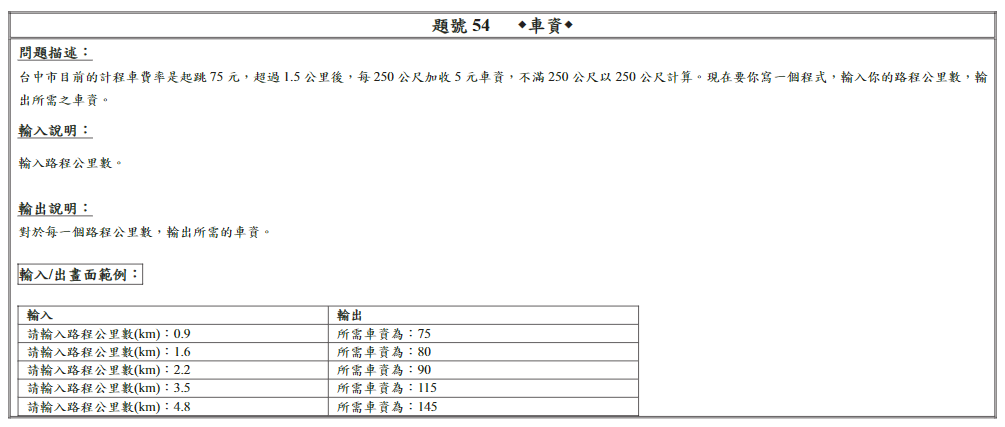 題號 54 ◆車資◆
問題描述：
台中市目前的計程車費率是起跳 75 元，超過 1.5 公里後，每 250 公尺加收 5 元車資，不滿 250 公尺以 250 公尺計算。現在要你寫一個程式，輸入你的路程公里數，輸
出所需之車資。
輸入說明：
輸入路程公里數。
輸出說明：
對於每一個路程公里數，輸出所需的車資。
輸入/出畫面範例：
輸入 輸出
請輸入路程公里數(km)：0.9 所需車資為：75
請輸入路程公里數(km)：1.6 所需車資為：80
請輸入路程公里數(km)：2.2 所需車資為：90
請輸入路程公里數(km)：3.5 所需車資為：115
請輸入路程公里數(km)：4.8 所需車資為：145